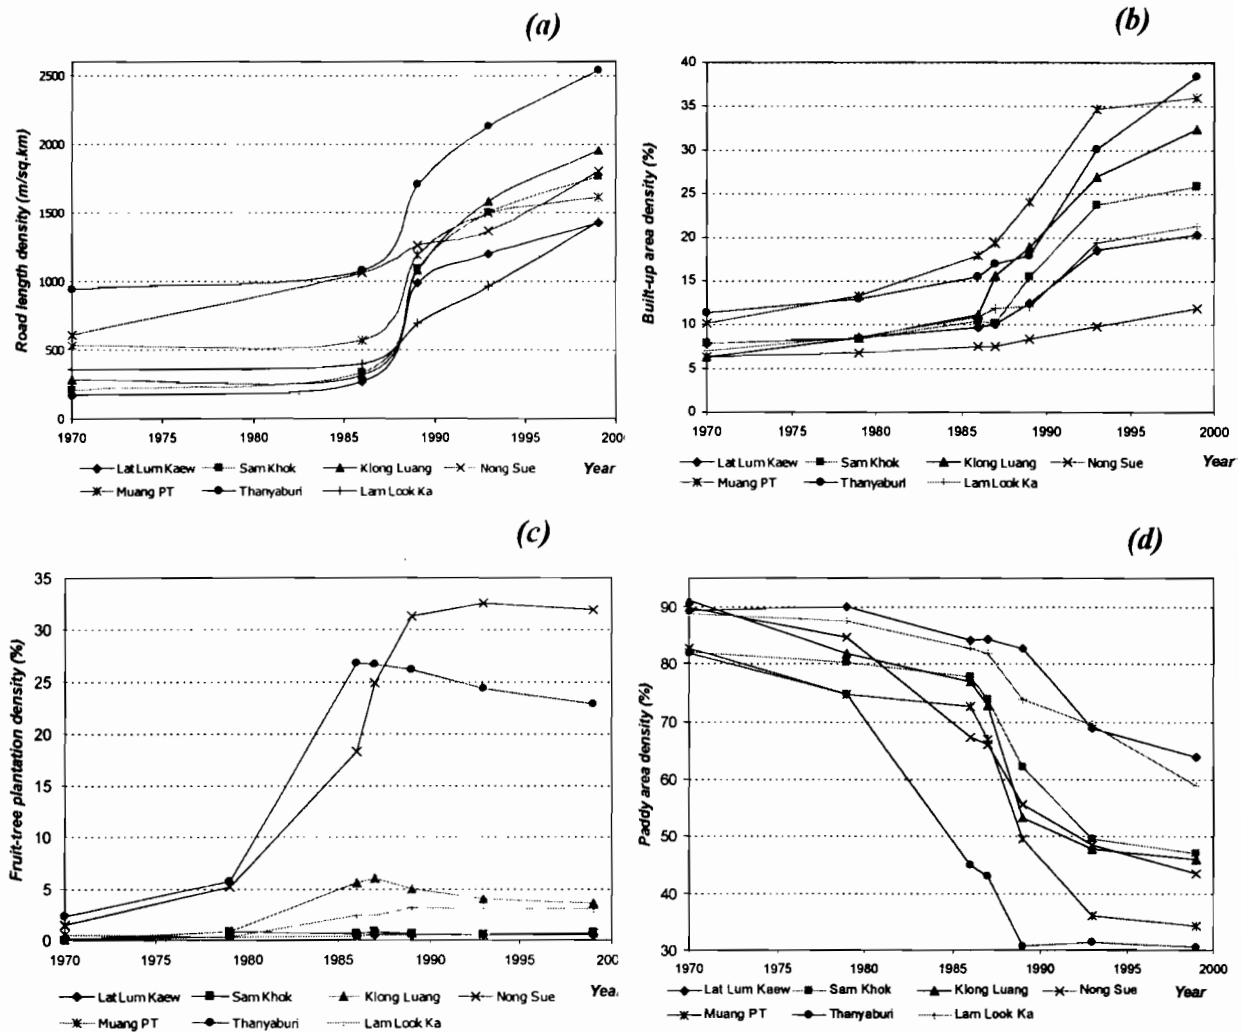 (a)
Road length density (m/sq.km)
2500
2000
1500
1000
500
0
1970 1975 1980 1985 1990 1995 200
Lat Lum Kaew Sam Khok Klong Luang Nong Sue Year
Muang PT Thanyaburi Lam Look Ka
(b)
Built-up area density (%)
40
35
30
25
20
15
10
5
0
1970 1975 1980 1985 1990 1995 2000
Lat Lum Kaew Sam Khok Klong Luang Nong Sue Year
Muang PT Thanyaburi Lam Look Ka
(c)
Fruit-tree plantation density (%)
35
30
25
20
15
10
5
0
1970 1975 1980 1985 1990 1995 200
Lat Lum Kaew Sam Khok Klong Luang Nong Sue Yea
Muang PT Thanyaburi Lam Look Ka
(d)
Paddy area density (%)
90
80
70
60
50
40
30
1970 1975 1980 1985 1990 1995 2000
Lat Lum Kaew Sam Khok Klong Luang Nong Sue Year
Muang PT Thanyaburi Lam Look Ka